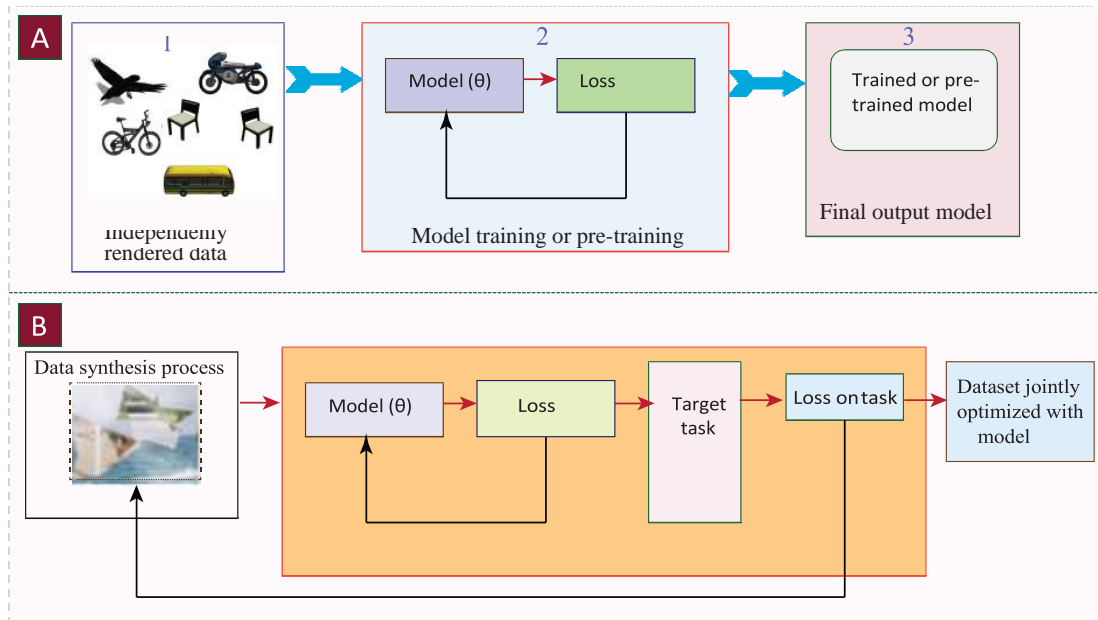 A
1
2
3
Model (θ)
Loss
Trained or pre-
trained model
Independently
rendered data
Model training or pre-training
Final output model
B
Data synthesis process
Model (θ)
Loss
Target
task
Loss on task
Dataset jointly
optimized with
model